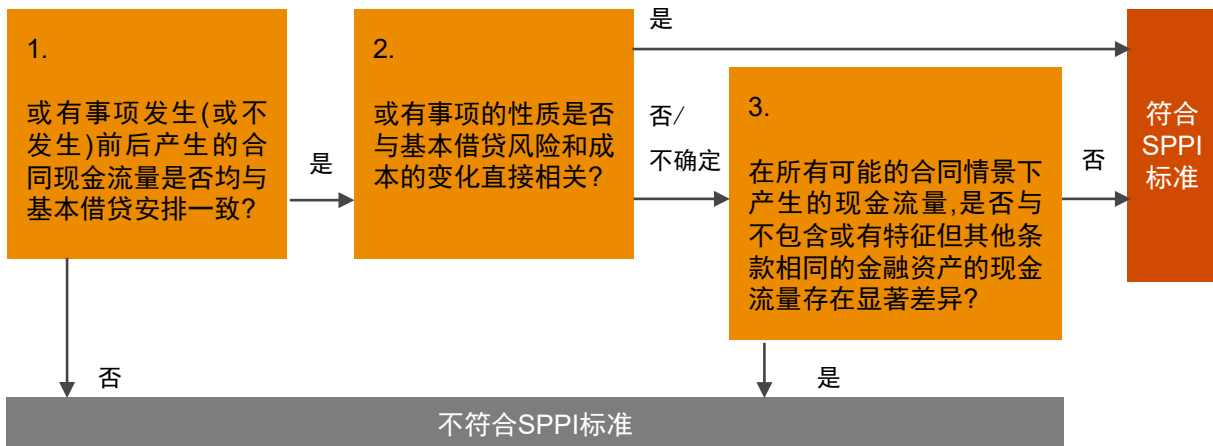 1.
或有事项发生(或不
发生)前后产生的合
同现金流量是否均与
基本借贷安排一致?
是
否
2.
或有事项的性质是否
与基本借贷风险和成
本的变化直接相关?
是
否/
不确定
3.
在所有可能的合同情景下
产生的现金流量,是否与
不包含或有特征但其他条
款相同的金融资产的现金
流量存在显著差异?
否
是
符合
SPPI
标准
不符合SPPI标准